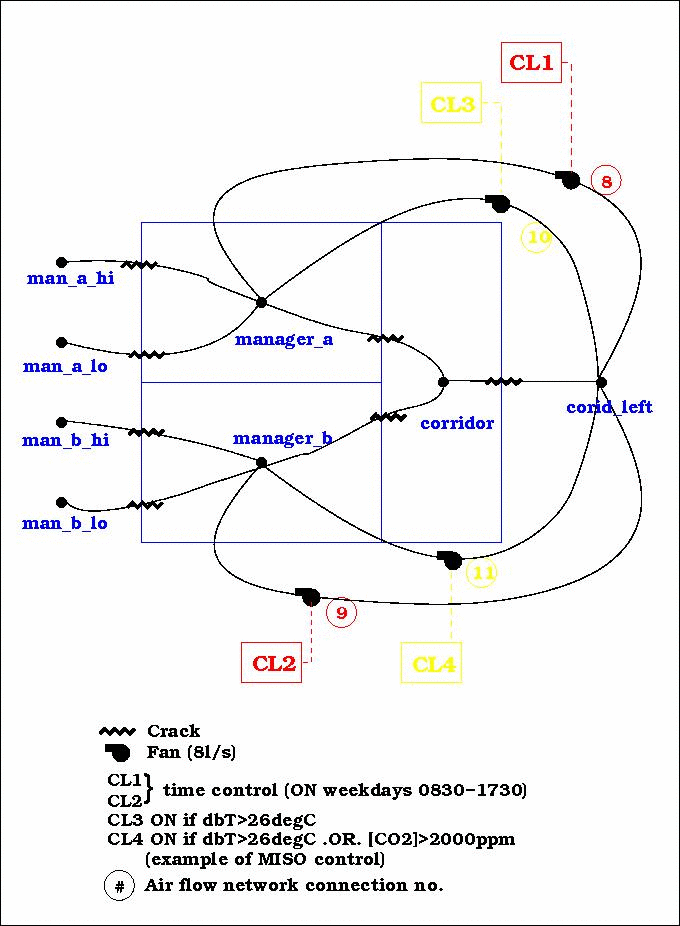 CL1
CL3
8
10
man_a_hi
manager_a
man_a_lo
corid_left
corridor
man_b_hi
manager_b
man_b_lo
11
9
CL2
CL4
Crack
Fan (8l/s)
CL1
CL2} time control (ON weekdays 0830-1730)
CL3 ON if dbT>26degC
CL4 ON if dbT>26degC .OR. [CO2]>2000ppm
(example of MISO control)
# Air flow network connection no.